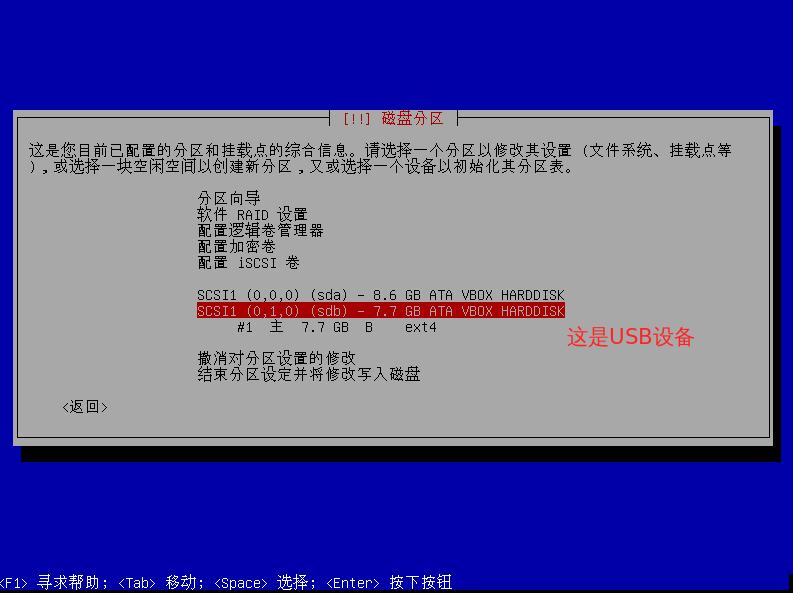 [!!] 磁盘分区
这是您目前已配置的分区和挂载点的综合信息。请选择一个分区以修改其设置 (文件系统、挂载点等
),或选择一块空闲空间以创建新分区,又或选择一个设备以初始化其分区表。
分区向导
软件 RAID 设置
配置逻辑卷管理器
配置加密卷
配置 iSCSI 卷
SCSI1 (0,0,0) (sda) - 8.6 GB ATA VBOX HARDDISK
SCSI1 (0,1,0) (sdb) - 7.7 GB ATA VBOX HARDDISK
#1 主 7.7 GB B ext4
这是USB设备
撤消对分区设置的修改
结束分区设定并将修改写入磁盘
<返回>
<F1> 寻求帮助; <Tab> 移动; <Space> 选择; <Enter> 按下按钮